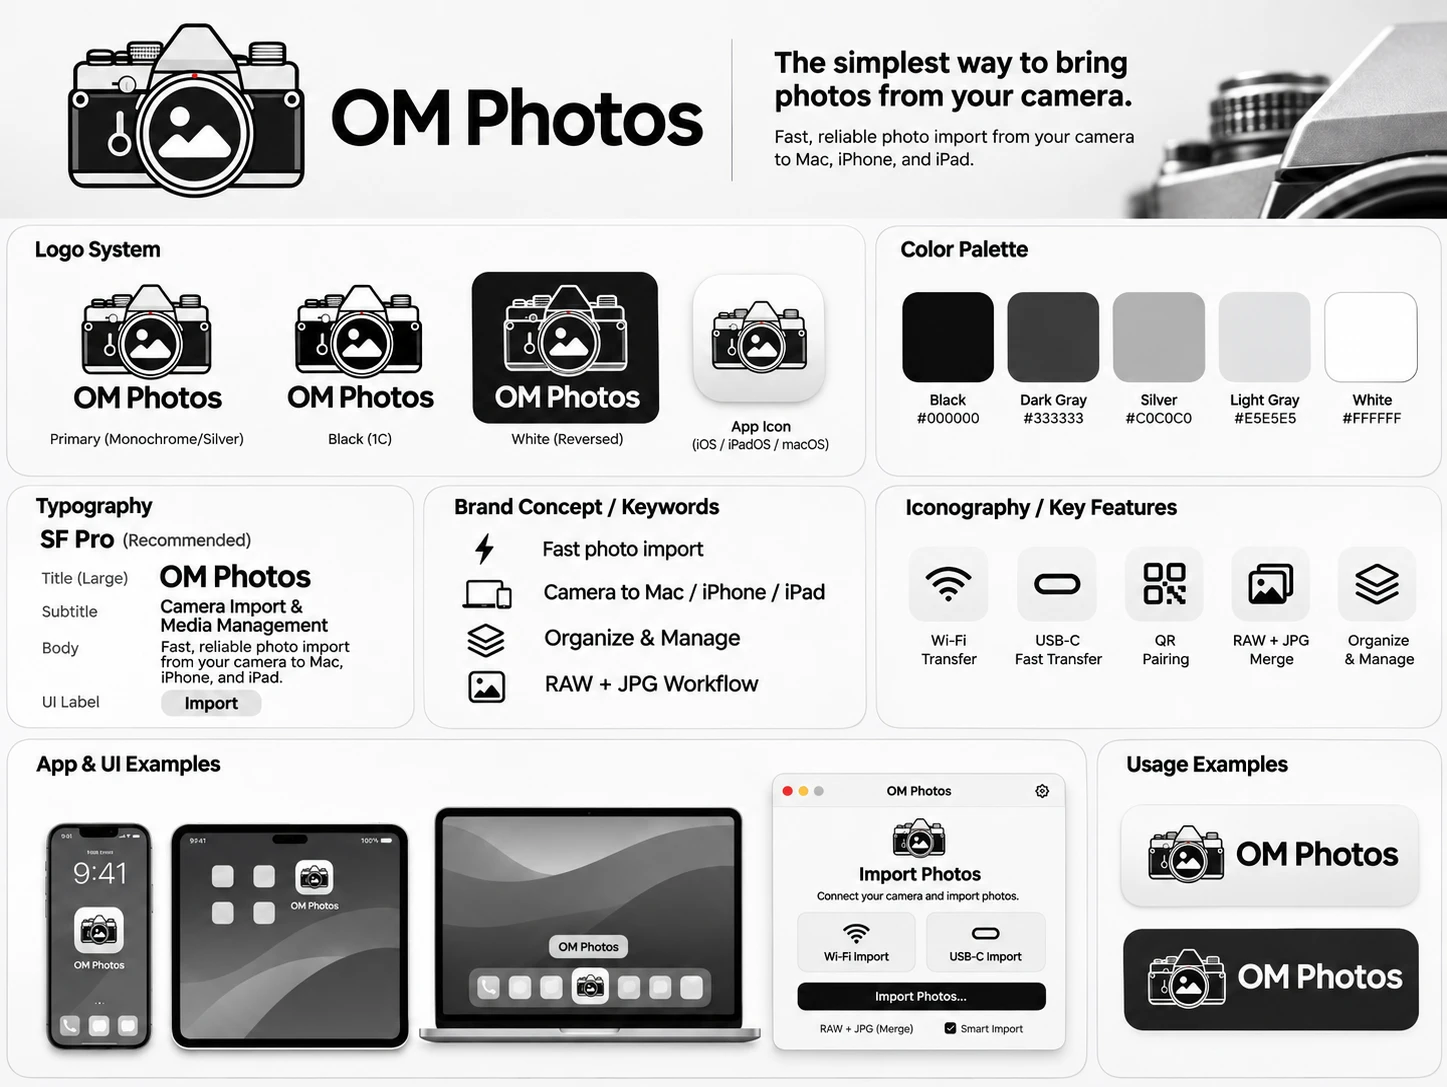 OM Photos
The simplest way to bring
photos from your camera.
Fast, reliable photo import from your camera
to Mac, iPhone, and iPad.
Logo System
OM Photos
Primary (Monochrome/Silver)
OM Photos
Black (1C)
OM Photos
White (Reversed)
App Icon
(iOS / iPadOS / macOS)
Color Palette
Black
#000000
Dark Gray
#333333
Silver
#C0C0C0
Light Gray
#E5E5E5
White
#FFFFFF
Typography
SF Pro (Recommended)
Title (Large)
OM Photos
Subtitle
Camera Import &
Media Management
Body
Fast, reliable photo import
from your camera to Mac,
iPhone, and iPad.
UI Label
Import
Brand Concept / Keywords
Fast photo import
Camera to Mac / iPhone / iPad
Organize & Manage
RAW + JPG Workflow
Iconography / Key Features
Wi-Fi
Transfer
USB-C
Fast Transfer
QR
Pairing
RAW + JPG
Merge
Organize
& Manage
App & UI Examples
9:41
OM Photos
100%
OM Photos
OM Photos
OM Photos
Import Photos
Connect your camera and import photos.
Wi-Fi Import
USB-C Import
Import Photos...
RAW + JPG (Merge)
Smart Import
Usage Examples
OM Photos
OM Photos